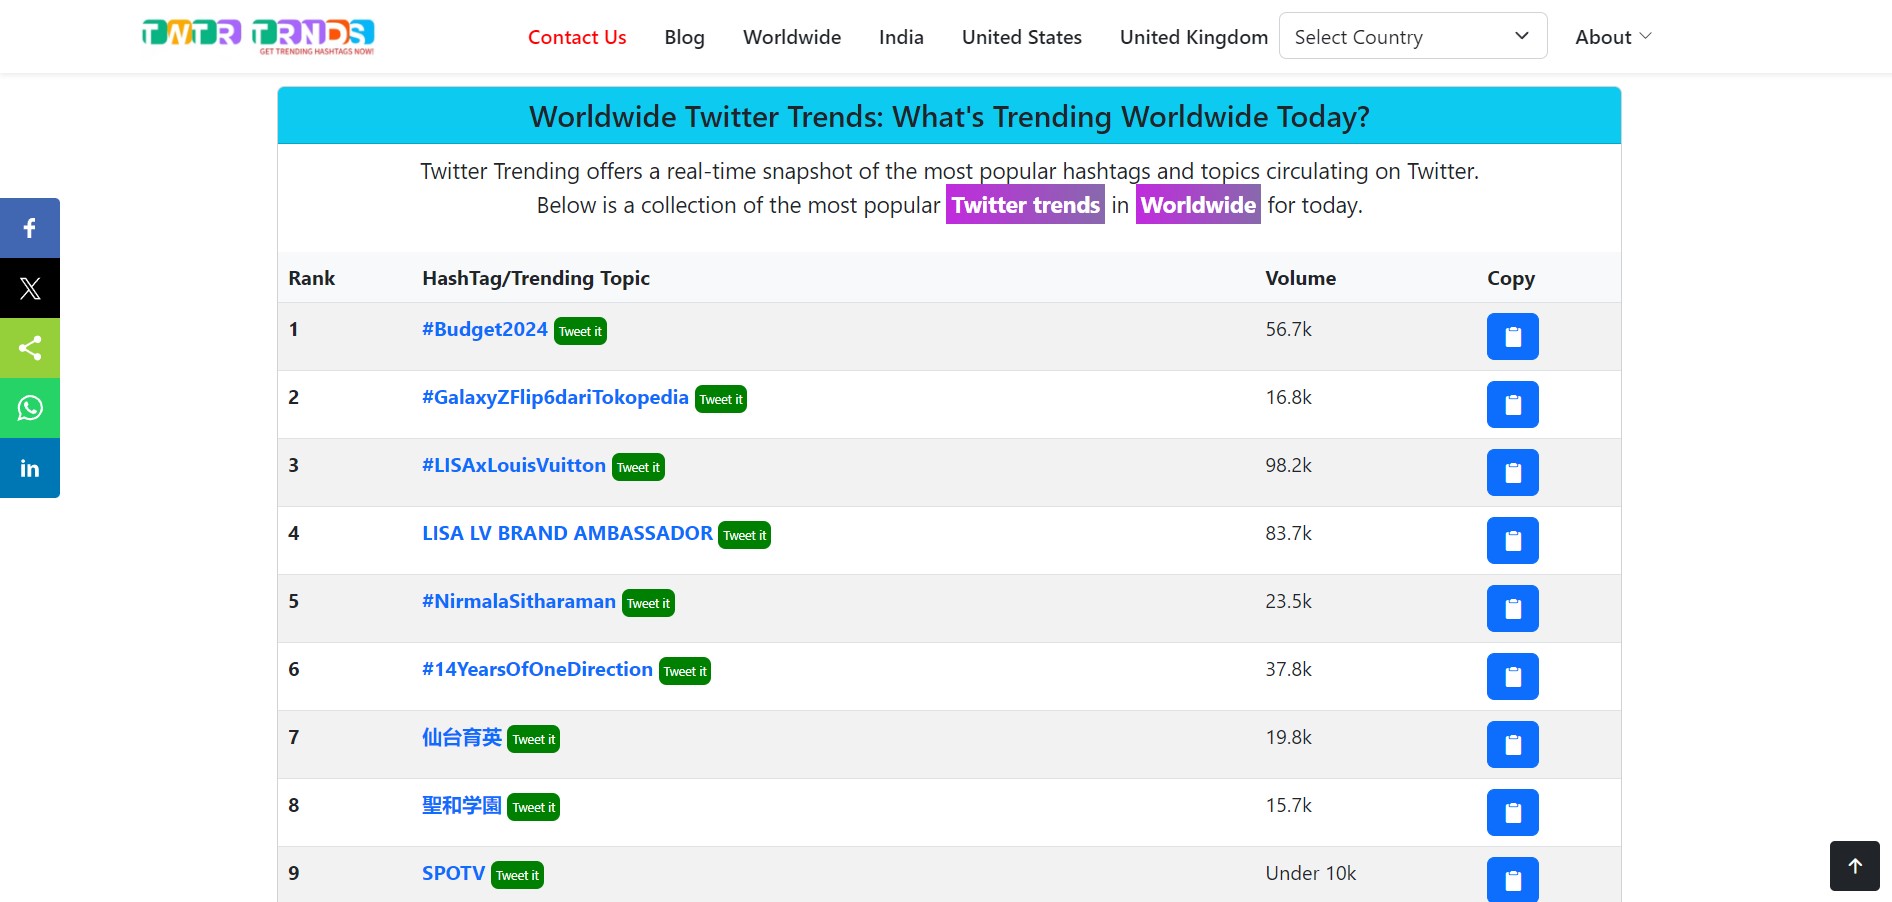 TWTR TRNDS
GET TRENDING HASHTAGS NOW!
Contact Us Blog Worldwide India United States United Kingdom Select Country About
Worldwide Twitter Trends: What's Trending Worldwide Today?
Twitter Trending offers a real-time snapshot of the most popular hashtags and topics circulating on Twitter.
Below is a collection of the most popular Twitter trends in Worldwide for today.
Rank HashTag/Trending Topic Volume Copy
1 #Budget2024 Tweet it 56.7k
2 #GalaxyZFlip6dariTokopedia Tweet it 16.8k
3 #LISAxLouisVuitton Tweet it 98.2k
4 LISA LV BRAND AMBASSADOR Tweet it 83.7k
5 #NirmalaSitharaman Tweet it 23.5k
6 #14YearsOfOneDirection Tweet it 37.8k
7 仙台育英 Tweet it 19.8k
8 聖和学園 Tweet it 15.7k
9 SPOTV Tweet it Under 10k